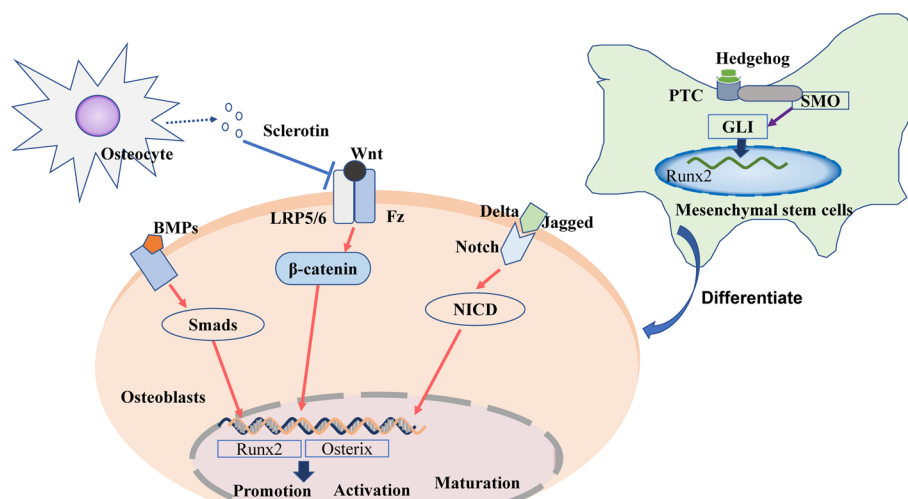 Hedgehog
PTC
SMO
GLI
Runx2
Mesenchymal stem cells
Differentiate
Osteocyte
Sclerotin
Wnt
LRP5/6
Fz
BMPs
Delta
Jagged
Notch
β-catenin
Smads
NICD
Osteoblasts
Runx2
Osterix
Promotion
Activation
Maturation